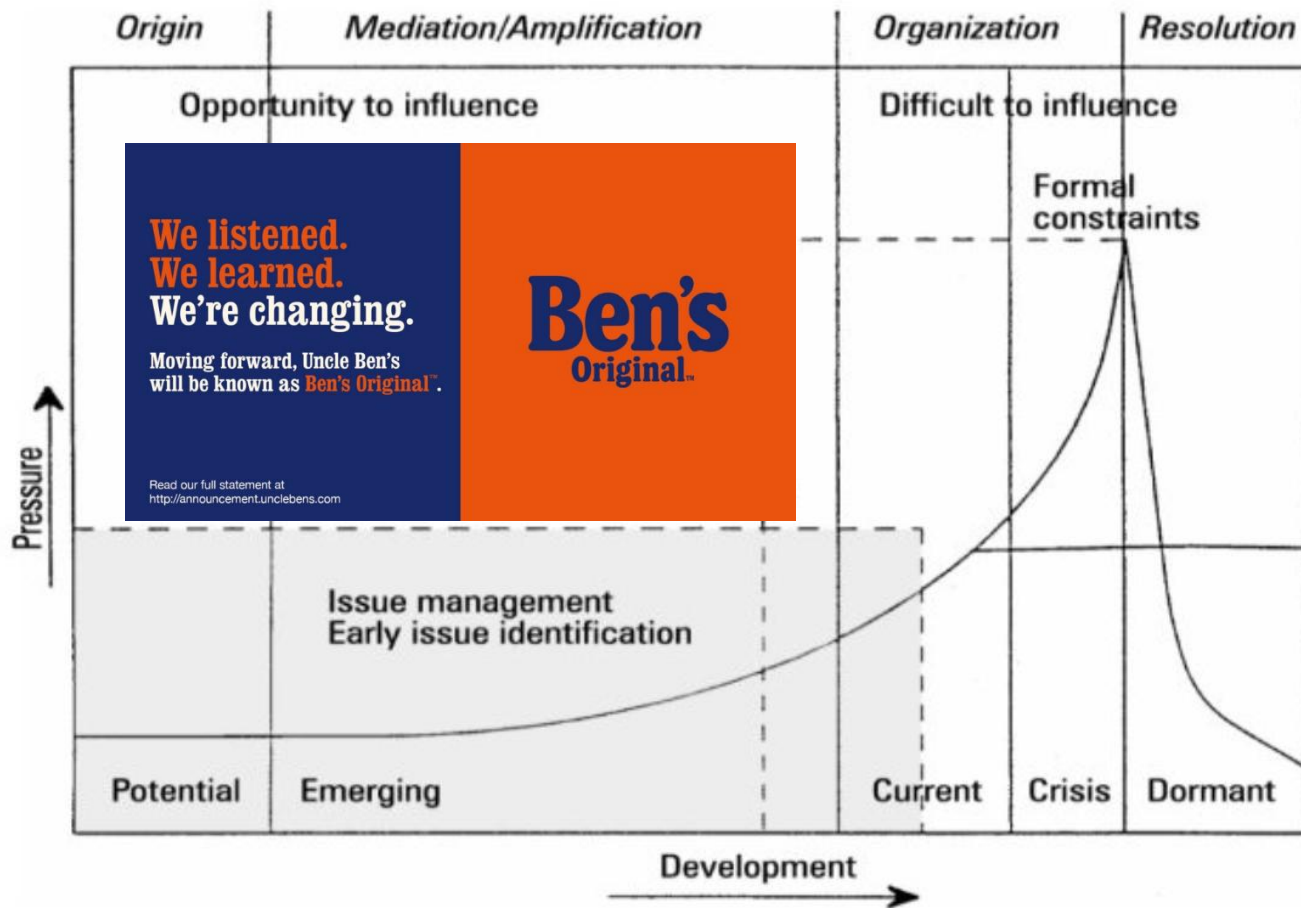 Origin
Mediation/Amplification
Organization
Resolution
Opportunity to influence
Difficult to influence
We listened.
We learned.
We're changing.
Moving forward, Uncle Ben's
will be known as Ben's Original™.
Read our full statement at
http://announcement.unclebens.com
Ben's
Original™
Formal
constraints
Pressure
Issue management
Early issue identification
Potential
Emerging
Current
Crisis
Dormant
Development